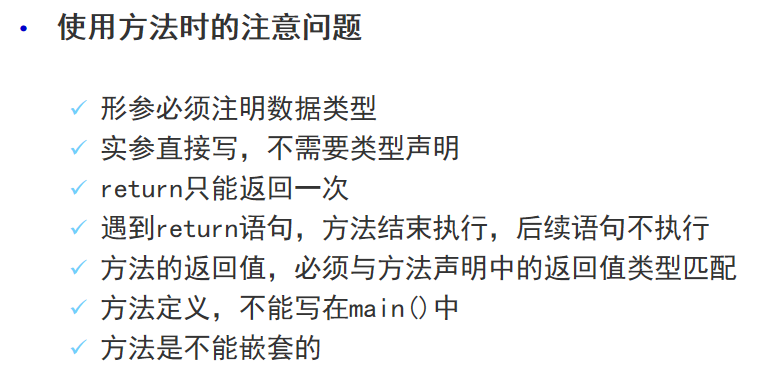 • 使用方法时的注意问题
✓ 形参必须注明数据类型
✓ 实参直接写，不需要类型声明
✓ return只能返回一次
✓ 遇到return语句，方法结束执行，后续语句不执行
✓ 方法的返回值，必须与方法声明中的返回值类型匹配
✓ 方法定义，不能写在main()中
✓ 方法是不能嵌套的